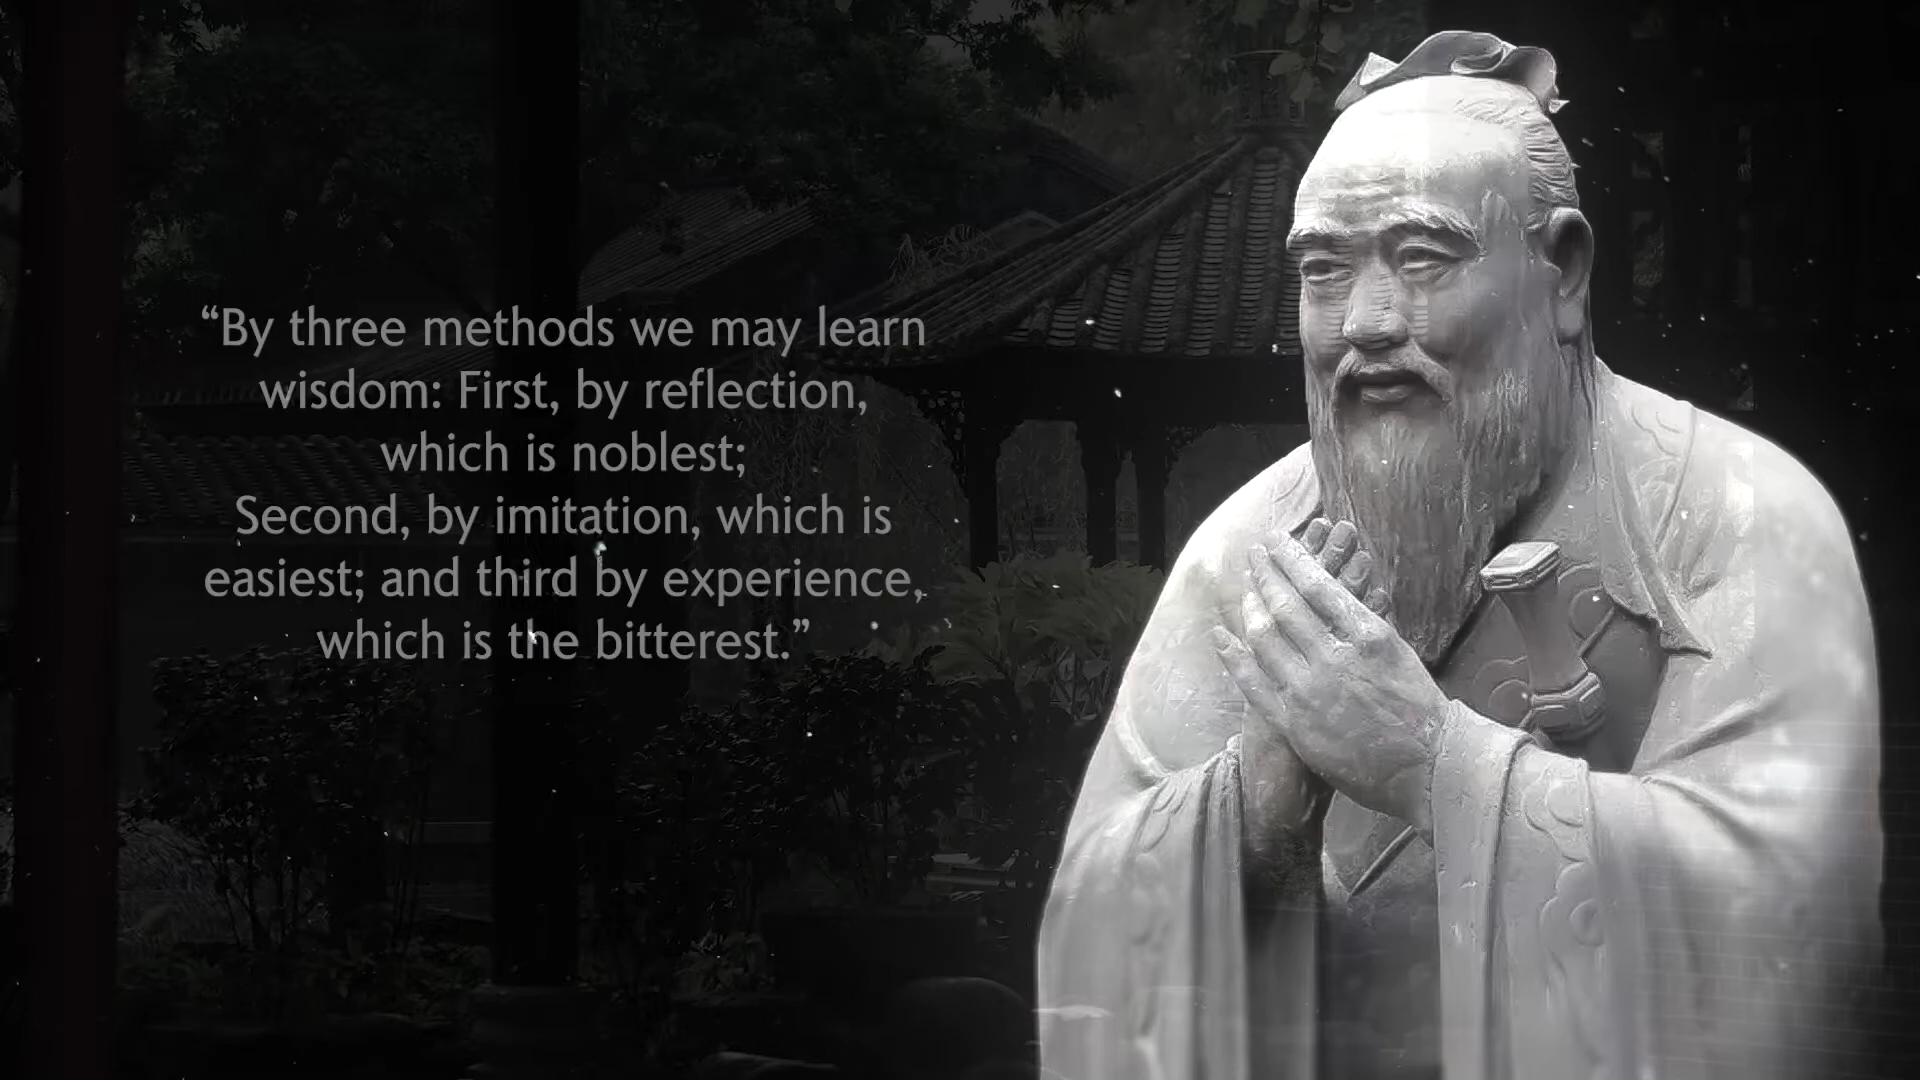 “By three methods we may learn
wisdom: First, by reflection,
which is noblest;
Second, by imitation, which is
easiest; and third by experience,
which is the bitterest.”